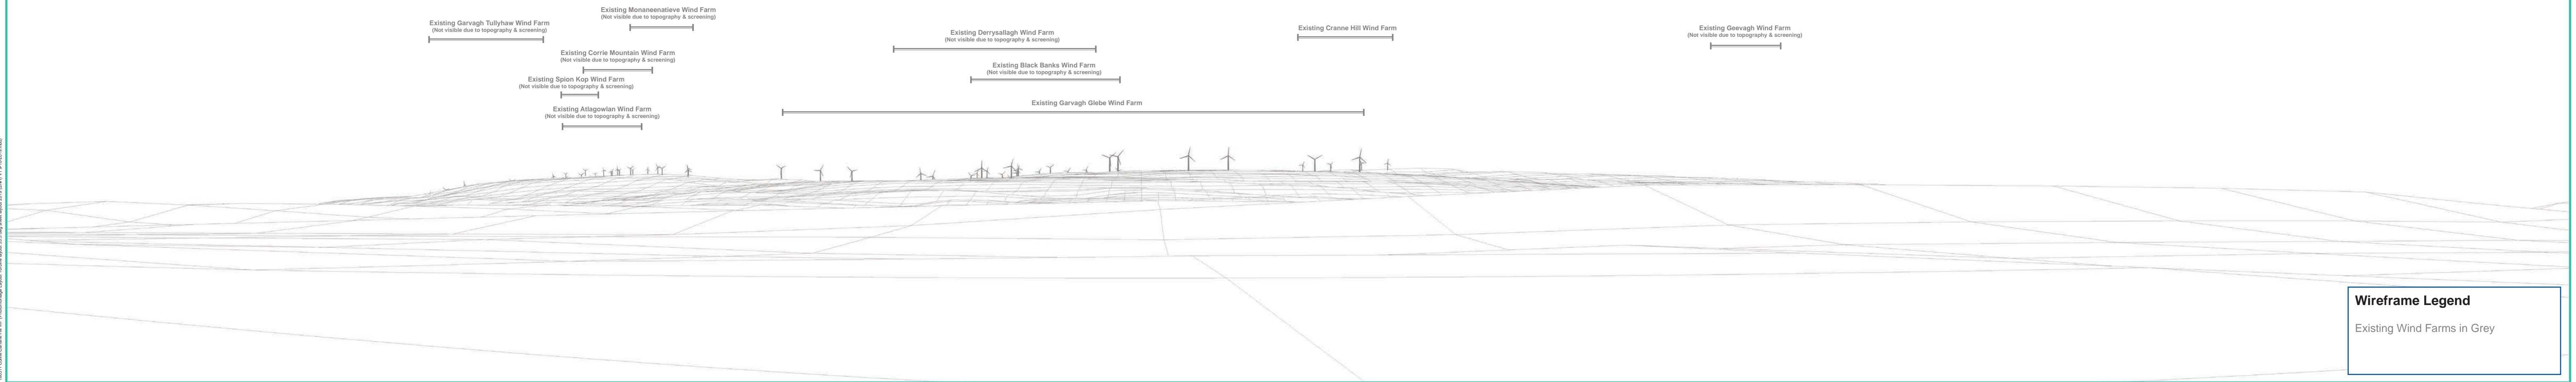 Existing Monaneenatieve Wind Farm
(Not visible due to topography & screening)
Existing Garvagh Tullyhaw Wind Farm
(Not visible due to topography & screening)
Existing Corrie Mountain Wind Farm
(Not visible due to topography & screening)
Existing Spion Kop Wind Farm
(Not visible due to topography & screening)
Existing Atlagowlan Wind Farm
(Not visible due to topography & screening)
Existing Derrysallagh Wind Farm
(Not visible due to topography & screening)
Existing Black Banks Wind Farm
(Not visible due to topography & screening)
Existing Garvagh Glebe Wind Farm
Existing Cranne Hill Wind Farm
Existing Geevagh Wind Farm
(Not visible due to topography & screening)
Wireframe Legend
Existing Wind Farms in Grey